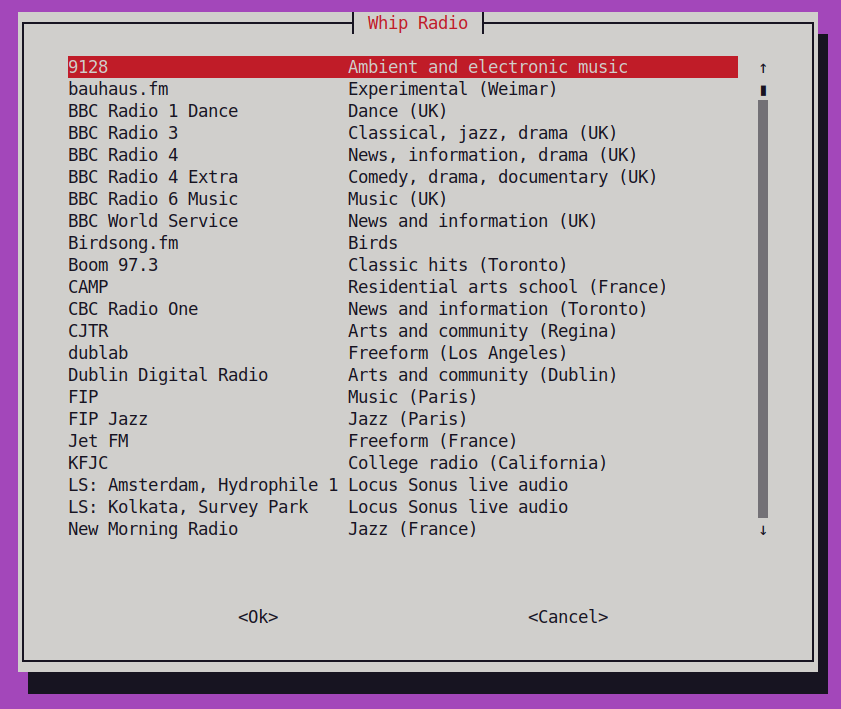 Whip Radio
9128 Ambient and electronic music ↑
bauhaus.fm Experimental (Weimar)
BBC Radio 1 Dance Dance (UK)
BBC Radio 3 Classical, jazz, drama (UK)
BBC Radio 4 News, information, drama (UK)
BBC Radio 4 Extra Comedy, drama, documentary (UK)
BBC Radio 6 Music Music (UK)
BBC World Service News and information (UK)
Birdsong.fm Birds
Boom 97.3 Classic hits (Toronto)
CAMP Residential arts school (France)
CBC Radio One News and information (Toronto)
CJTR Arts and community (Regina)
dublab Freeform (Los Angeles)
Dublin Digital Radio Arts and community (Dublin)
FIP Music (Paris)
FIP Jazz Jazz (Paris)
Jet FM Freeform (France)
KFJC College radio (California)
LS: Amsterdam, Hydrophile 1 Locus Sonus live audio
LS: Kolkata, Survey Park Locus Sonus live audio
New Morning Radio Jazz (France) ↓
<Ok> <Cancel>